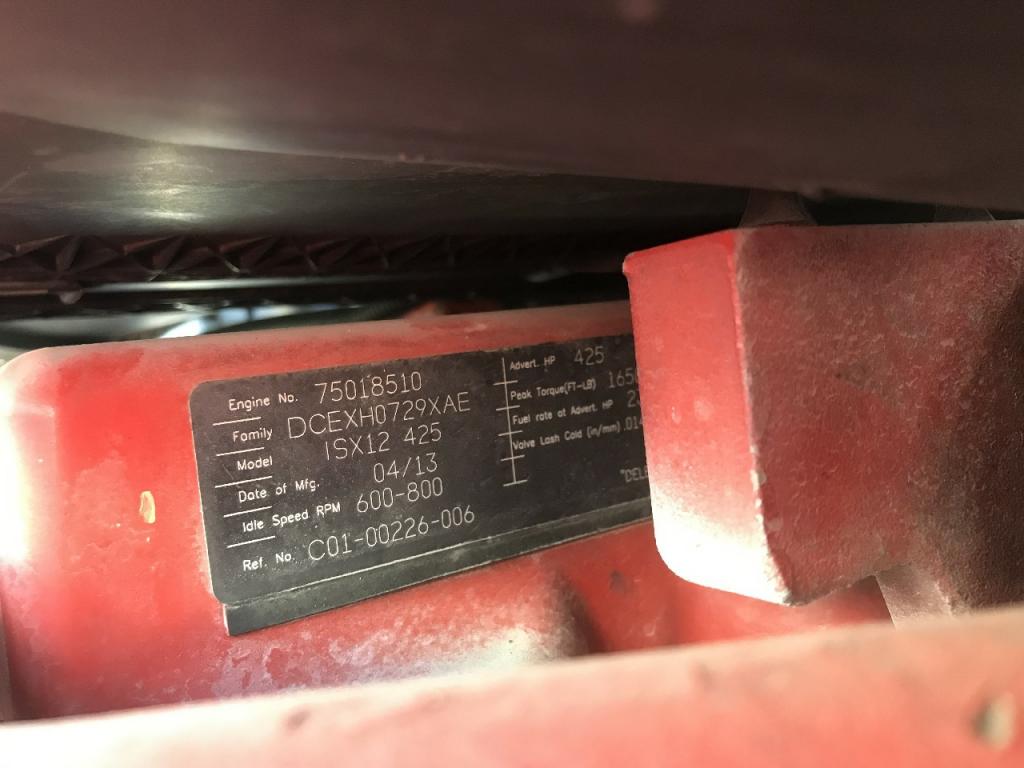 Engine No. 75018510
Family DCEXH0729XAE
Model ISX12 425
Date of Mfg. 04/13
Idle Speed RPM 600-800
Ref. No. C01-00226-006
Advert. HP 425
Peak Torque(FT-LB)
Fuel rate at Advert. HP
Valve Lash Cold (in/mm)